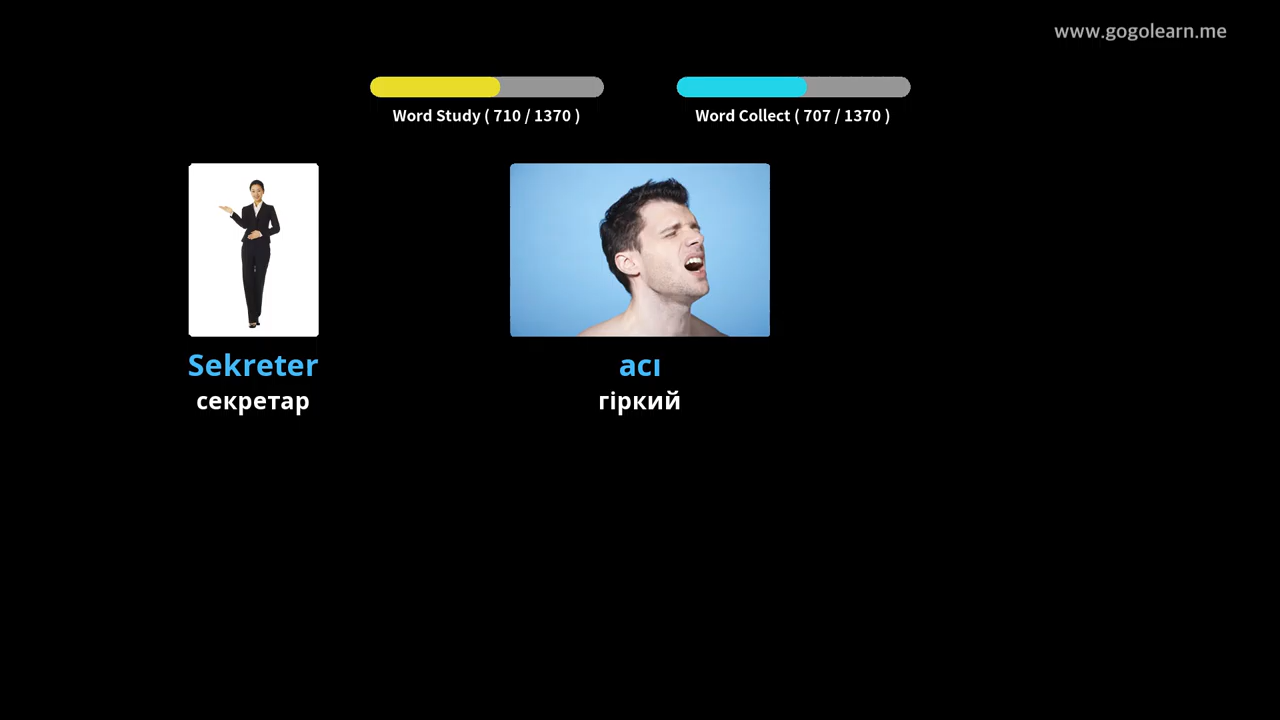 www.gogolearn.me
Word Study ( 710 / 1370 )
Word Collect ( 707 / 1370 )
Sekreter
секретар
acı
гіркий